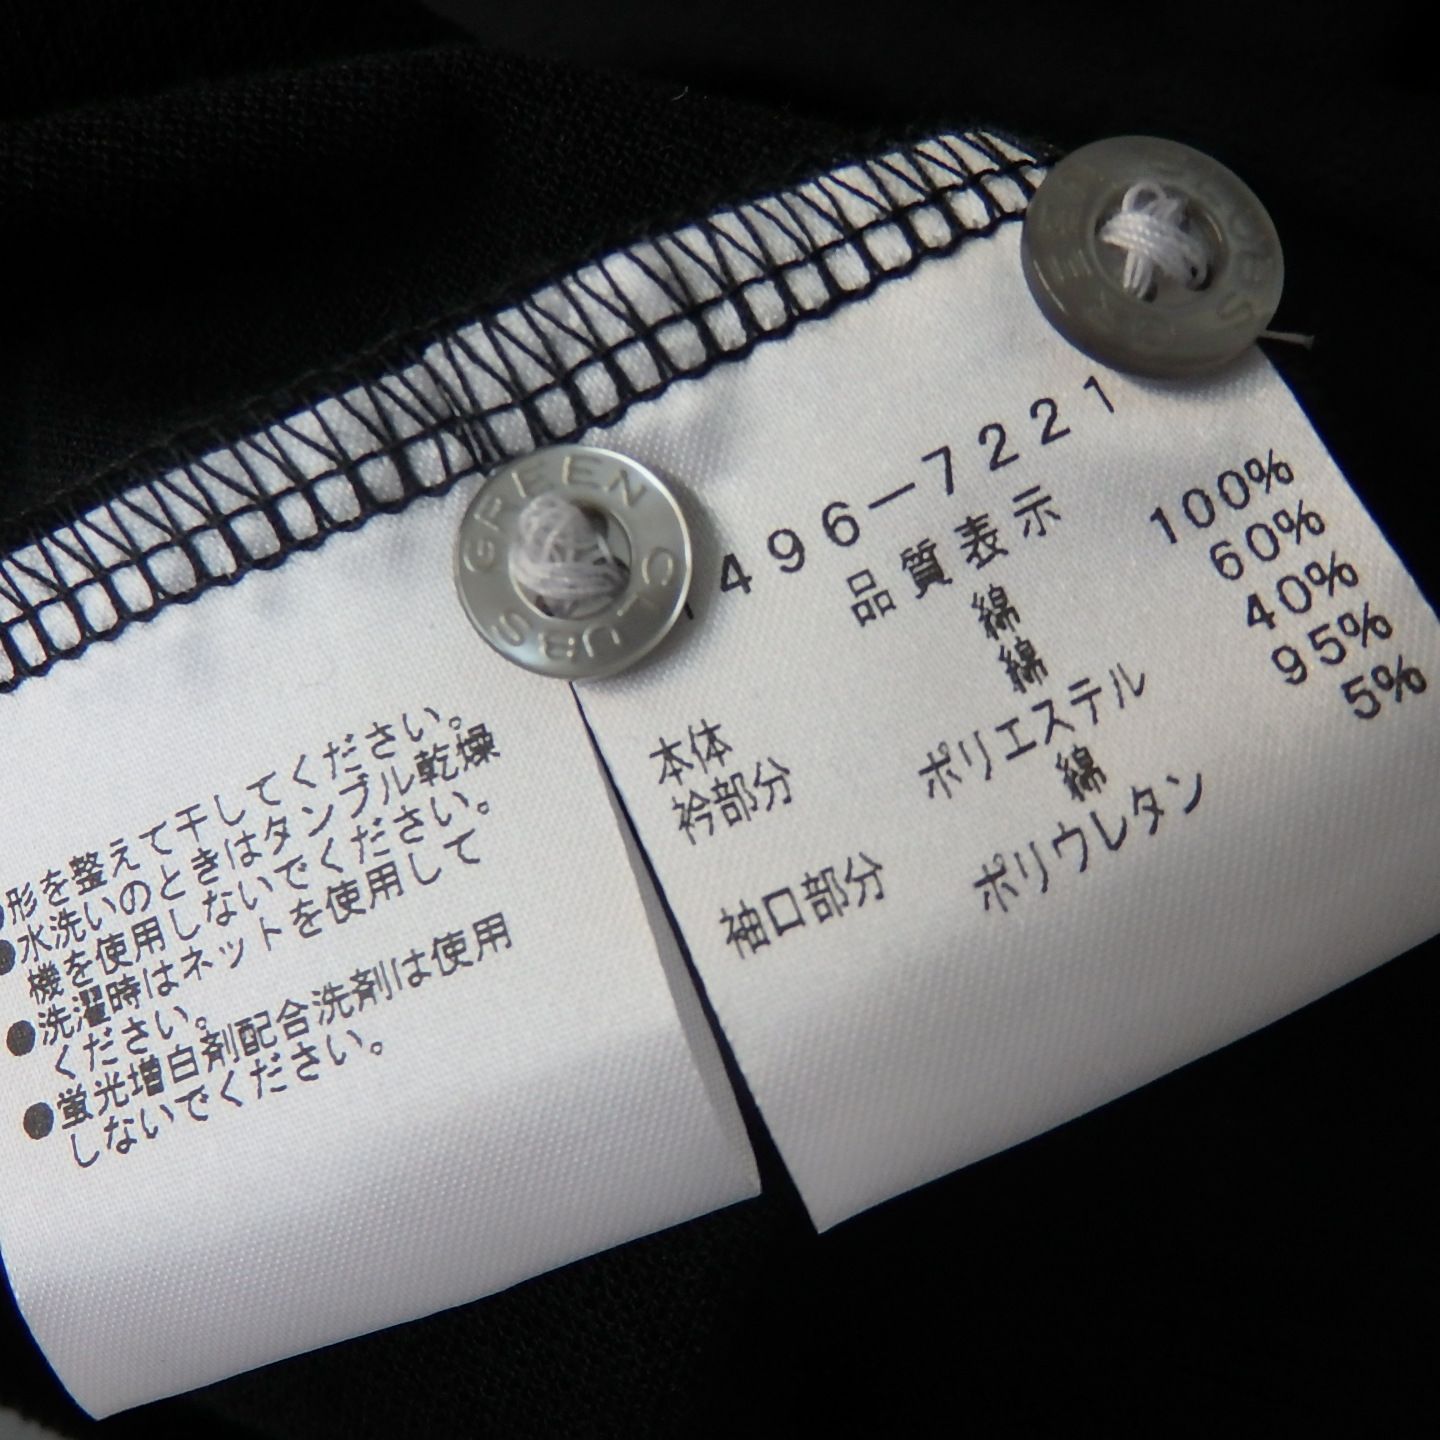 GREEN CLUBS
1496-7221
品質表示
本体 綿 100%
衿部分 綿 60%
ポリエステル 40%
袖口部分 綿 95%
ポリウレタン 5%
●形を整えて干してください。
●水洗いのときはタンブル乾燥
機を使用しないでください。
●洗濯時はネットを使用して
ください。
●蛍光増白剤配合洗剤は使用
しないでください。